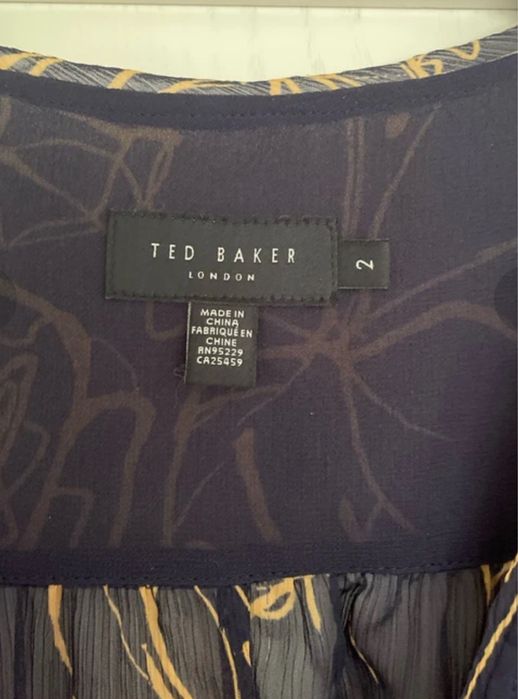 TED BAKER
LONDON
2
MADE IN
CHINA
FABRIQUÉ EN
CHINE
RN95229
CA25459